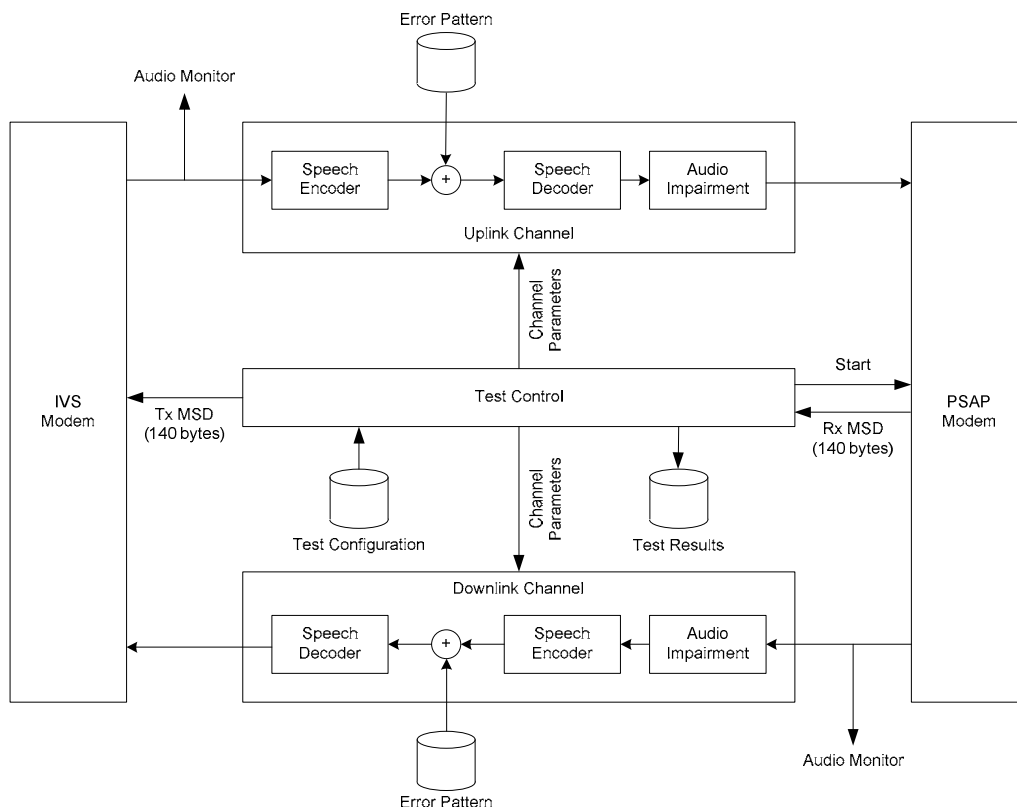 Error Pattern
Audio Monitor
Speech
Encoder
+
Speech
Decoder
Audio
Impairment
Uplink Channel
Channel
Parameters
IVS
Modem
Tx MSD
(140 bytes)
Test Control
Start
Rx MSD
(140 bytes)
PSAP
Modem
Test Configuration
Channel
Parameters
Test Results
Downlink Channel
Speech
Decoder
+
Speech
Encoder
Audio
Impairment
Audio Monitor
Error Pattern